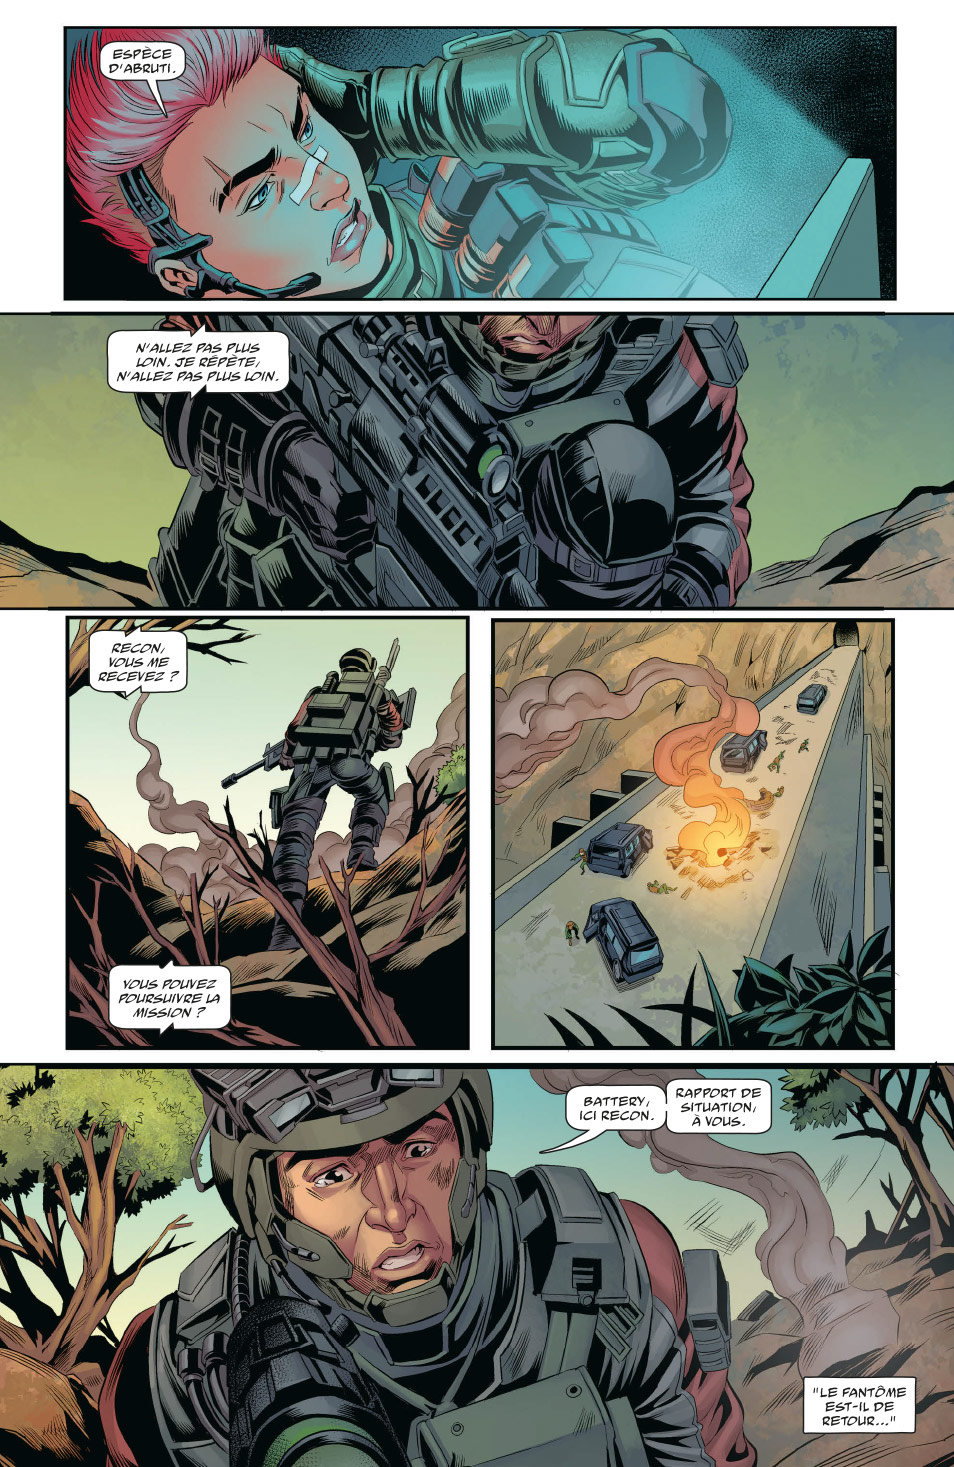 ESPÈCE
D'ABRUTI.
N'ALLEZ PAS PLUS
LOIN. JE RÉPÈTE,
N'ALLEZ PAS PLUS LOIN.
RECON,
VOUS ME
RECEVEZ ?
VOUS POUVEZ
POURSUIVRE LA
MISSION ?
BATTERY,
ICI RECON.
RAPPORT DE
SITUATION,
À VOUS.
"LE FANTÔME
EST-IL DE
RETOUR..."